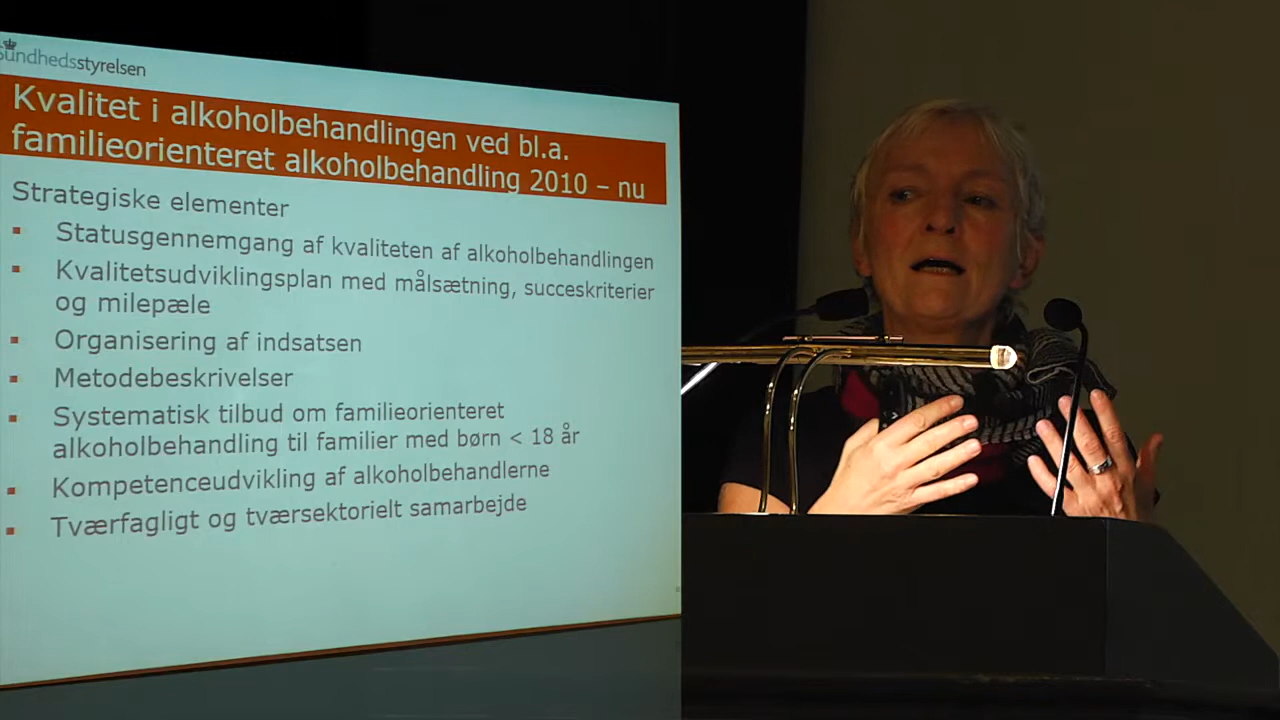 Sundhedsstyrelsen
Kvalitet i alkoholbehandlingen ved bl.a.
familieorienteret alkoholbehandling 2010 – nu
Strategiske elementer
▪ Statusgennemgang af kvaliteten af alkoholbehandlingen
▪ Kvalitetsudviklingsplan med målsætning, succeskriterier
og milepæle
▪ Organisering af indsatsen
▪ Metodebeskrivelser
▪ Systematisk tilbud om familieorienteret
alkoholbehandling til familier med børn < 18 år
▪ Kompetenceudvikling af alkoholbehandlerne
▪ Tværfagligt og tværsektorielt samarbejde